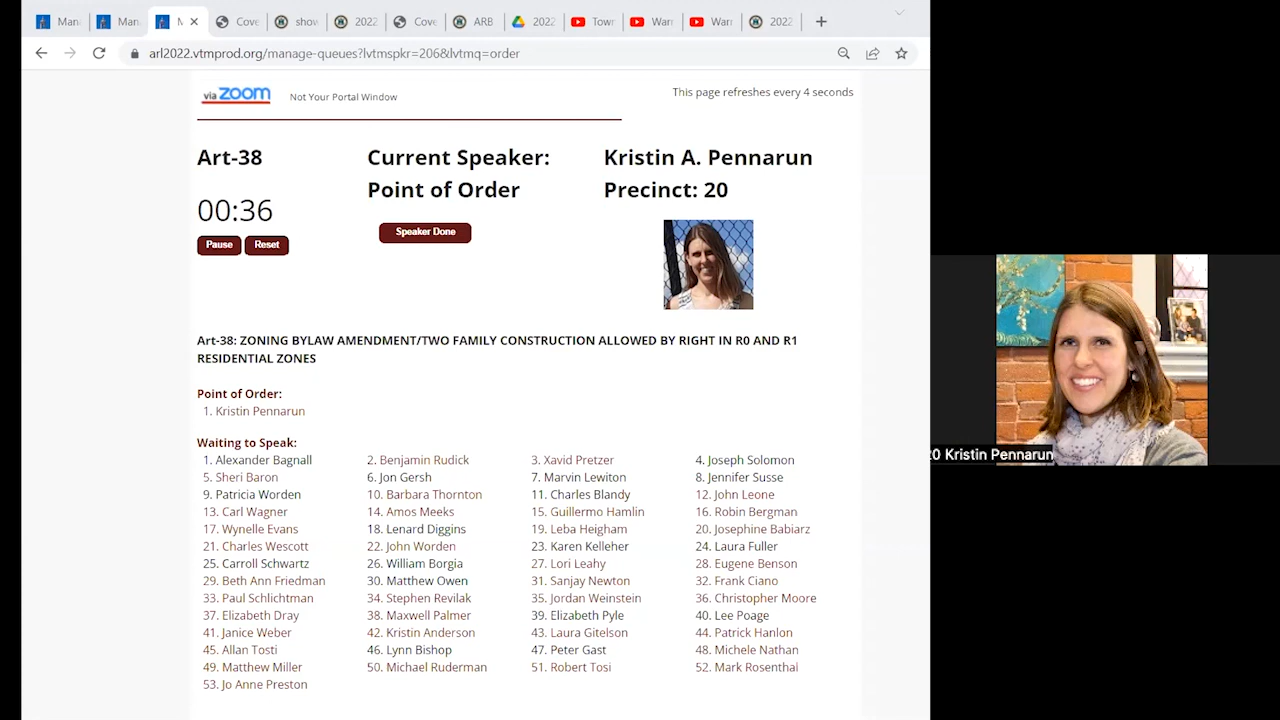 Man
Man
M
Cove
show
2022
Cove
ARB
2022
Town
Warr
Warr
2022
arl2022.vtmprod.org/manage-queues?lvtmspkr=206&lvtmq=order
via zoom Not Your Portal Window
This page refreshes every 4 seconds
Art-38
Current Speaker:
Kristin A. Pennarun
Point of Order
Precinct: 20
00:36
Pause Reset
Speaker Done
Art-38: ZONING BYLAW AMENDMENT/TWO FAMILY CONSTRUCTION ALLOWED BY RIGHT IN R0 AND R1
RESIDENTIAL ZONES
Point of Order:
1. Kristin Pennarun
Waiting to Speak:
1. Alexander Bagnall 2. Benjamin Rudick 3. Xavid Pretzer 4. Joseph Solomon
5. Sheri Baron 6. Jon Gersh 7. Marvin Lewiton 8. Jennifer Susse
9. Patricia Worden 10. Barbara Thornton 11. Charles Blandy 12. John Leone
13. Carl Wagner 14. Amos Meeks 15. Guillermo Hamlin 16. Robin Bergman
17. Wynelle Evans 18. Lenard Diggins 19. Leba Heigham 20. Josephine Babiarz
21. Charles Wescott 22. John Worden 23. Karen Kelleher 24. Laura Fuller
25. Carroll Schwartz 26. William Borgia 27. Lori Leahy 28. Eugene Benson
29. Beth Ann Friedman 30. Matthew Owen 31. Sanjay Newton 32. Frank Ciano
33. Paul Schlichtman 34. Stephen Revilak 35. Jordan Weinstein 36. Christopher Moore
37. Elizabeth Dray 38. Maxwell Palmer 39. Elizabeth Pyle 40. Lee Poage
41. Janice Weber 42. Kristin Anderson 43. Laura Gitelson 44. Patrick Hanlon
45. Allan Tosti 46. Lynn Bishop 47. Peter Gast 48. Michele Nathan
49. Matthew Miller 50. Michael Ruderman 51. Robert Tosi 52. Mark Rosenthal
53. Jo Anne Preston
20 Kristin Pennarun